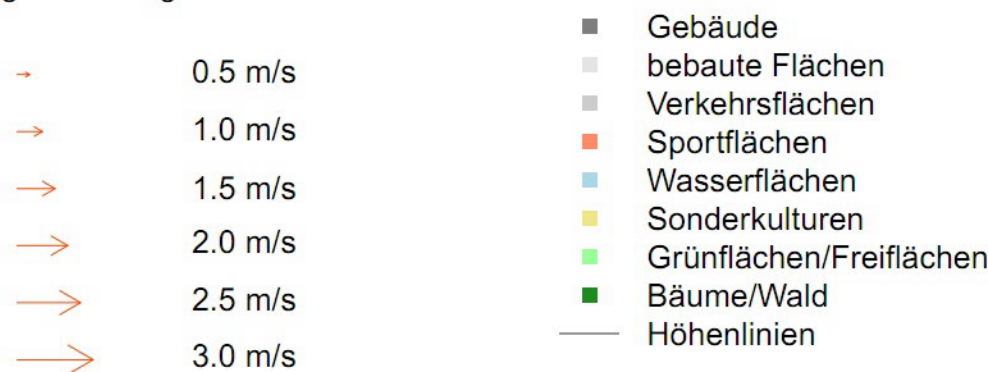 0.5 m/s
1.0 m/s
1.5 m/s
2.0 m/s
2.5 m/s
3.0 m/s
Gebäude
bebaute Flächen
Verkehrsflächen
Sportflächen
Wasserflächen
Sonderkulturen
Grünflächen/Freiflächen
Bäume/Wald
Höhenlinien